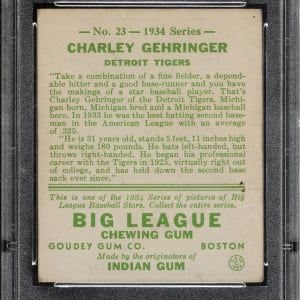 — No. 23 — 1934 Series —
CHARLEY GEHRINGER
DETROIT TIGERS
"Take a combination of a fine fielder, a depend-
able hitter and a good base-runner and you have
the makings of a star baseball player. That's
Charley Gehringer of the Detroit Tigers, Michi-
gan born, Michigan bred and a Michigan baseball
hero. In 1933 he was the best batting second base-
man in the American League with an average
of .325.
"He is 31 years old, stands 5 feet, 11 inches high
and weighs 180 pounds. He bats left-handed, but
throws right-handed. He began his professional
career with the Tigers in 1925, virtually right out
of college, and has held down the second base
sack ever since."
This is one of the 1934 Series of pictures of Big
League Baseball Stars. Collect the entire series.
BIG LEAGUE
CHEWING GUM
GOUDEY GUM CO. BOSTON
Made by the originators of
INDIAN GUM